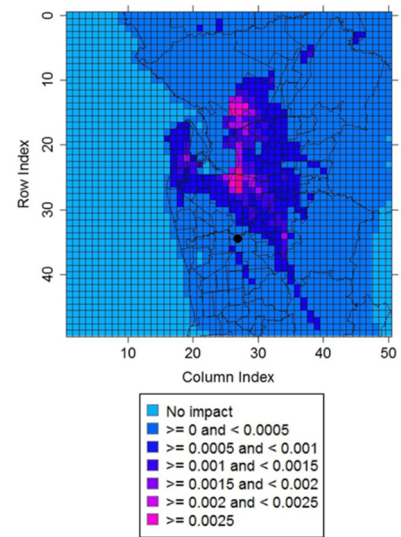 0
10
20
30
40
Row Index
10 20 30 40 50
Column Index
No impact
>= 0 and < 0.0005
>= 0.0005 and < 0.001
>= 0.001 and < 0.0015
>= 0.0015 and < 0.002
>= 0.002 and < 0.0025
>= 0.0025